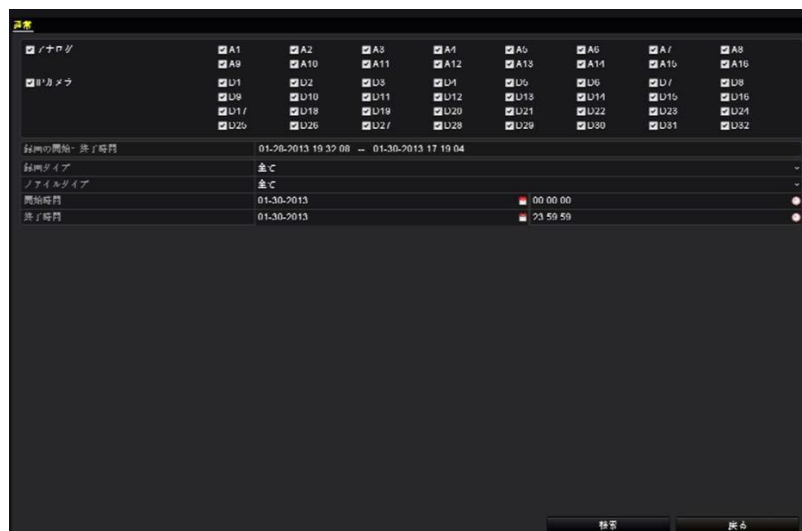 通常
アナログ A1 A2 A3 A4 A5 A6 A7 A8
A9 A10 A11 A12 A13 A14 A15 A16
IPカメラ D1 D2 D3 D4 D5 D6 D7 D8
D9 D10 D11 D12 D13 D14 D15 D16
D17 D18 D19 D20 D21 D22 D23 D24
D25 D26 D27 D28 D29 D30 D31 D32
録画の開始・終了時間 01-28-2013 19 32 08 -- 01-30-2013 17 19 04
録画タイプ 全て
ファイルタイプ 全て
開始時間 01-30-2013 00 00 00
終了時間 01-30-2013 23 59 59
検索 戻る